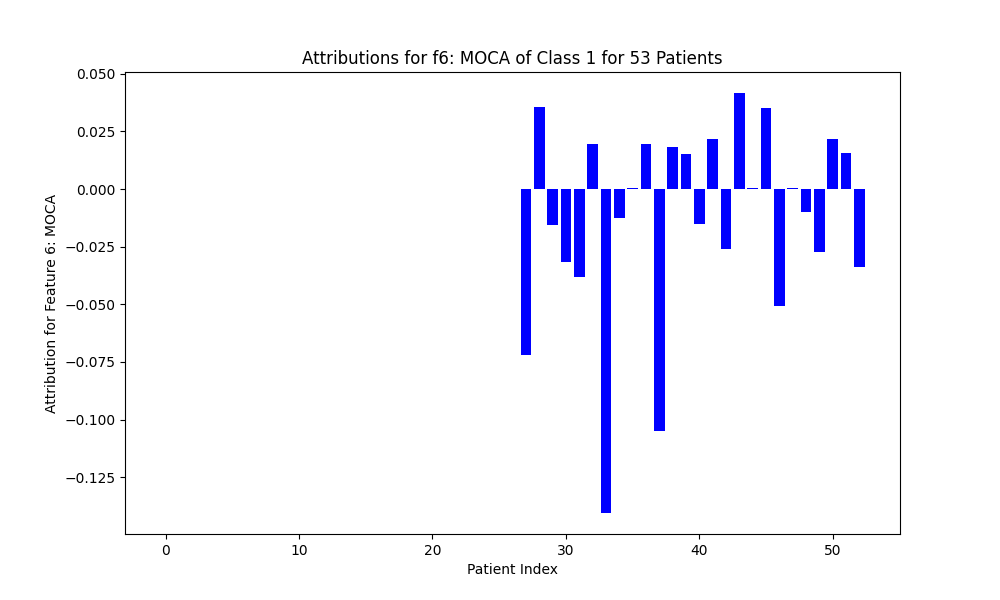 Attributions for f6: MOCA of Class 1 for 53 Patients
Attribution for Feature 6: MOCA
0.050
0.025
0.000
−0.025
−0.050
−0.075
−0.100
−0.125
0 10 20 30 40 50
Patient Index